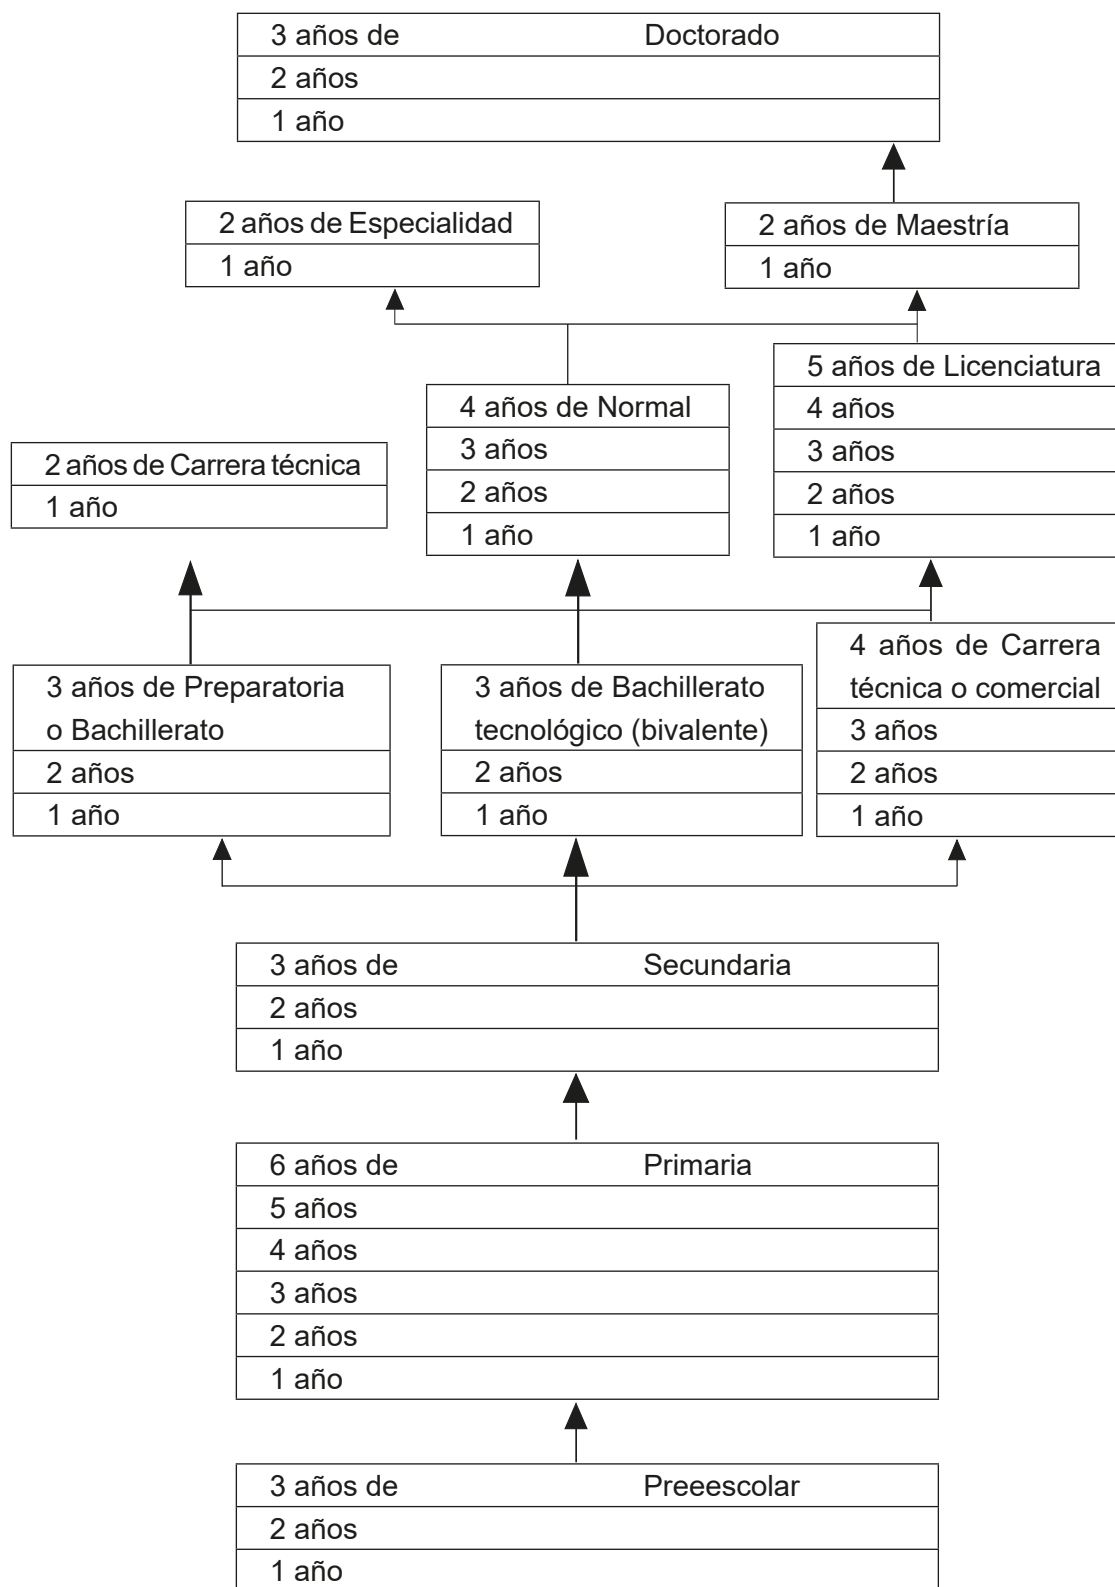 3 años de Doctorado
2 años
1 año
2 años de Especialidad
1 año
2 años de Maestría
1 año
5 años de Licenciatura
4 años
3 años
2 años
1 año
4 años de Normal
3 años
2 años
1 año
2 años de Carrera técnica
1 año
3 años de Preparatoria
o Bachillerato
2 años
1 año
3 años de Bachillerato
tecnológico (bivalente)
2 años
1 año
4 años de Carrera
técnica o comercial
3 años
2 años
1 año
3 años de Secundaria
2 años
1 año
6 años de Primaria
5 años
4 años
3 años
2 años
1 año
3 años de Preeescolar
2 años
1 año